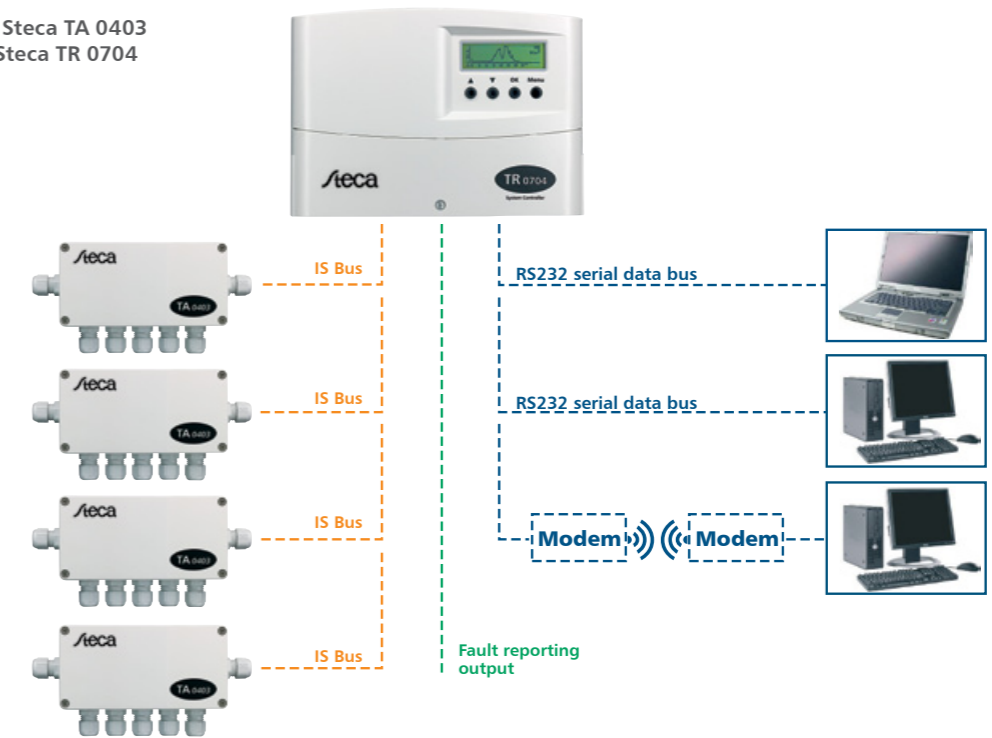 Steca TA 0403
Steca TR 0704
▲ ▼ OK Menu
Steca
TR 0704
System Controller
Steca
TA 0403
IS Bus
RS232 serial data bus
Steca
TA 0403
IS Bus
RS232 serial data bus
Steca
TA 0403
IS Bus
Modem
Modem
Steca
TA 0403
IS Bus
Fault reporting
output